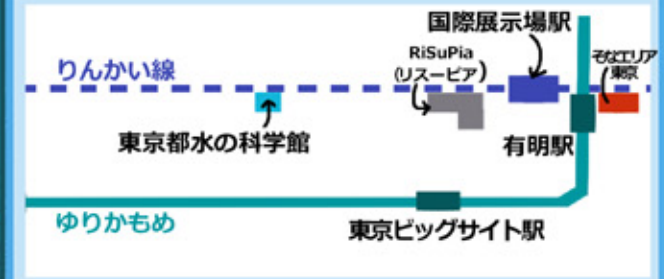 国際展示場駅
RiSuPia
(リスーピア)
そなエリア
東京
りんかい線
東京都水の科学館
有明駅
ゆりかもめ
東京ビッグサイト駅